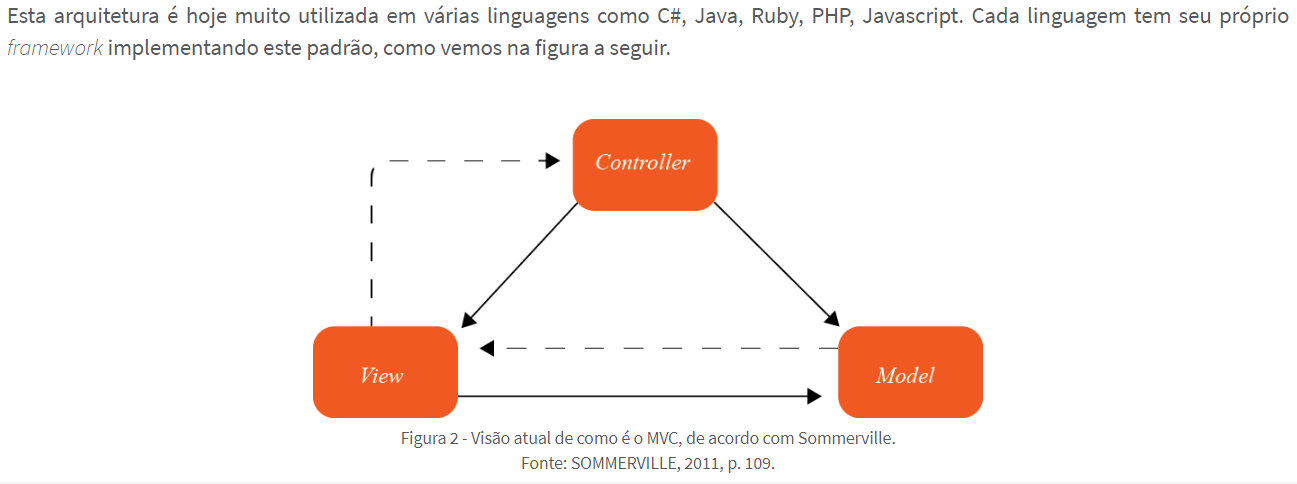 Esta arquitetura é hoje muito utilizada em várias linguagens como C#, Java, Ruby, PHP, Javascript. Cada linguagem tem seu próprio
framework implementando este padrão, como vemos na figura a seguir.
Controller
View
Model
Figura 2 - Visão atual de como é o MVC, de acordo com Sommerville.
Fonte: SOMMERVILLE, 2011, p. 109.